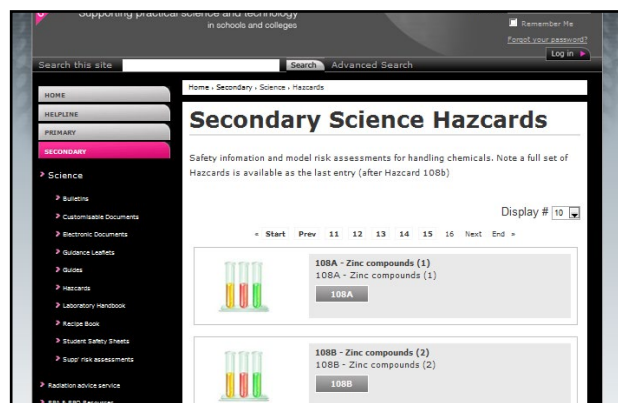 Supporting practical science and technology
in schools and colleges
Remember Me
Forgot your password?
Log in
Search this site
Search
Advanced Search
HOME
HELPLINE
PRIMARY
SECONDARY
Science
Bulletins
Customisable Documents
Electronic Documents
Guidance Leaflets
Guides
Hazcards
Laboratory Handbook
Recipe Book
Student Safety Sheets
Supp' risk assessments
Radiation advice service
Home › Secondary › Science › Hazcards
Secondary Science Hazcards
Safety infomation and model risk assessments for handling chemicals. Note a full set of
Hazcards is available as the last entry (after Hazcard 108b)
Display # 10
« Start Prev 11 12 13 14 15 16 Next End »
108A - Zinc compounds (1)
108A - Zinc compounds (1)
108A
108B - Zinc compounds (2)
108B - Zinc compounds (2)
108B